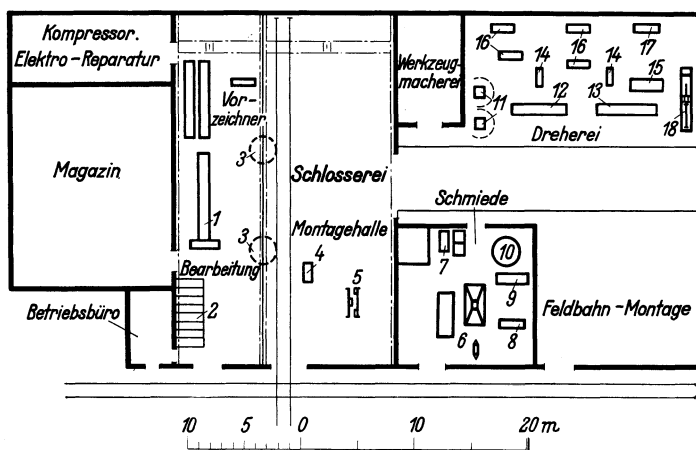 Kompressor.
Elektro-Reparatur
Magazin
Betriebsbüro
Vor-
zeichner
3
3
1
Bearbeitung
2
Schlosserei
Montagehalle
4
5
Werkzeug-
macherei
16
16
17
16
14
14
15
11
12
13
18
Dreherei
Schmiede
7
10
9
8
6
Feldbahn-Montage
10 5 0 10 20 m